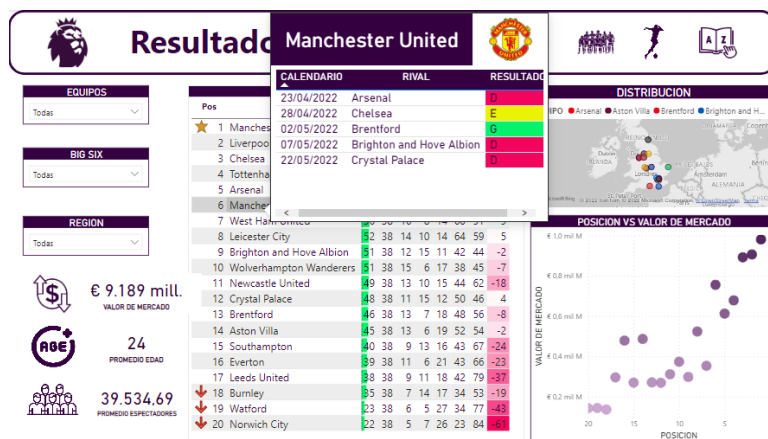 Resultado
Manchester United
CALENDARIO RIVAL RESULTADO
23/04/2022 Arsenal D
28/04/2022 Chelsea E
02/05/2022 Brentford G
07/05/2022 Brighton and Hove Albion D
22/05/2022 Crystal Palace D
A Z
EQUIPOS
Todas
BIG SIX
Todas
REGION
Todas
€ 9.189 mill.
VALOR DE MERCADO
AGE
24
PROMEDIO EDAD
39.534,69
PROMEDIO ESPECTADORES
Pos
1 Manches
2 Liverpoo
3 Chelsea
4 Tottenha
5 Arsenal
6 Manche
7 West Ham United
8 Leicester City 52 38 14 10 14 64 59 5
9 Brighton and Hove Albion 51 38 12 15 11 42 44 -2
10 Wolverhampton Wanderers 51 38 15 6 17 38 45 -7
11 Newcastle United 49 38 13 10 15 44 62 -18
12 Crystal Palace 48 38 11 15 12 50 46 4
13 Brentford 46 38 13 7 18 48 56 -8
14 Aston Villa 45 38 13 6 19 52 54 -2
15 Southampton 40 38 9 13 16 43 67 -24
16 Everton 39 38 11 6 21 43 66 -23
17 Leeds United 38 38 9 11 18 42 79 -37
18 Burnley 35 38 7 14 17 34 53 -19
19 Watford 23 38 6 5 27 34 77 -43
20 Norwich City 22 38 5 7 26 23 84 -61
DISTRIBUCION
IPO Arsenal Aston Villa Brentford Brighton and H...
Dublín
IRLANDA
Londres
Amsterdam
ALEMANIA
POSICION VS VALOR DE MERCADO
€ 1,0 mil M
€ 0,8 mil M
€ 0,6 mil M
€ 0,4 mil M
€ 0,2 mil M
VALOR DE MERCADO
20 15 10 5
POSICION